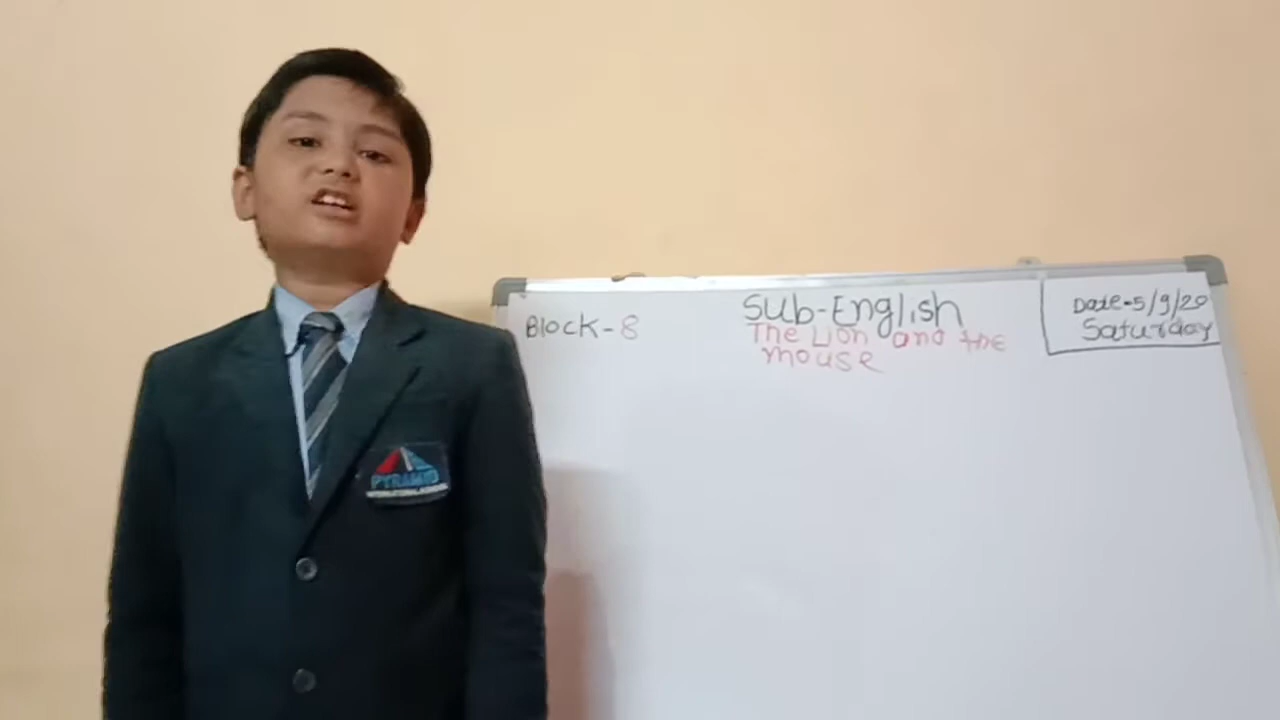 Block-8
Sub-English
The Lion and the
mouse
Date-5/9/20
Saturday
PYRAMID